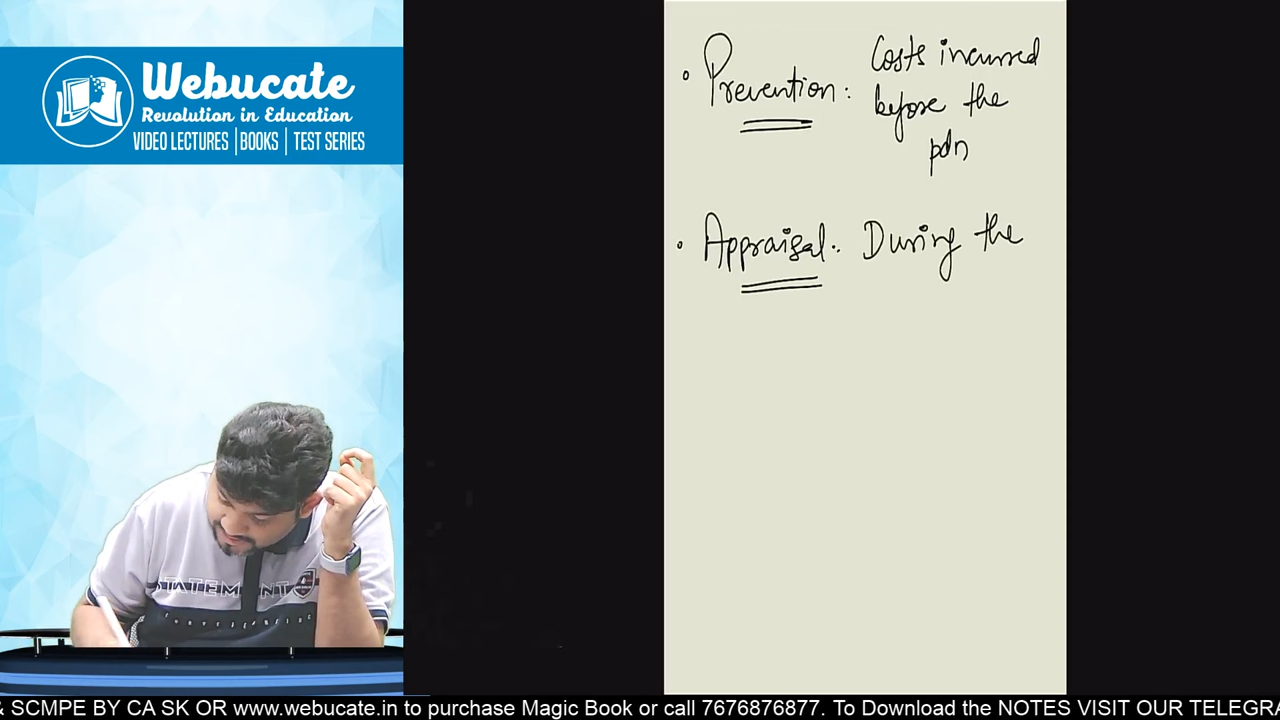 Webucate
Revolution in Education
VIDEO LECTURES | BOOKS | TEST SERIES
• Prevention: Costs incurred
before the
pdn
• Appraisal: During the
STATEMENT
& SCMPE BY CA SK OR www.webucate.in to purchase Magic Book or call 7676876877. To Download the NOTES VISIT OUR TELEGRA